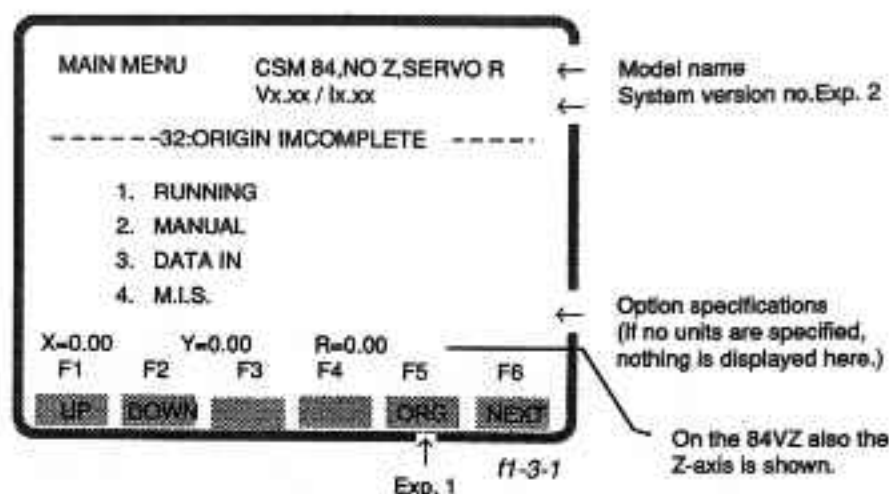 MAIN MENU CSM 84,NO Z,SERVO R
Vx.xx / Ix.xx
-----32:ORIGIN IMCOMPLETE -----
1. RUNNING
2. MANUAL
3. DATA IN
4. M.I.S.
X=0.00 Y=0.00 R=0.00
F1 F2 F3 F4 F5 F6
UP DOWN ORG NEXT
Exp. 1
f1-3-1
← Model name
← System version no.Exp. 2
← Option specifications
(If no units are specified,
nothing is displayed here.)
On the 84VZ also the
Z-axis is shown.